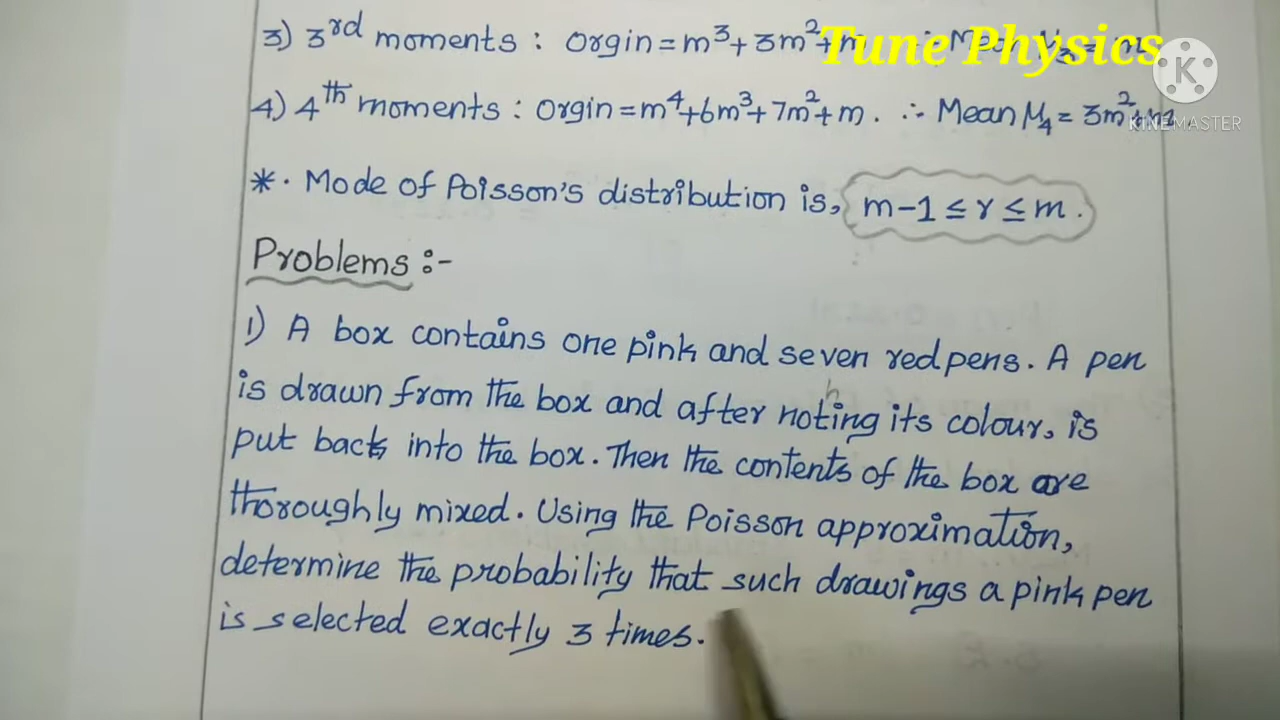 3) 3rd moments : Orgin = m³ + 3m² + m
Tune Physics
K
4) 4th moments : Orgin = m⁴ + 6m³ + 7m² + m . ∴ Mean μ₄ = 3m² + m
KINEMASTER
* . Mode of Poisson's distribution is, m-1 ≤ r ≤ m .
Problems :-
1) A box contains one pink and seven red pens. A pen
is drawn from the box and after noting its colour, is
put back into the box. Then the contents of the box are
thoroughly mixed. Using the Poisson approximation,
determine the probability that such drawings a pink pen
is selected exactly 3 times.